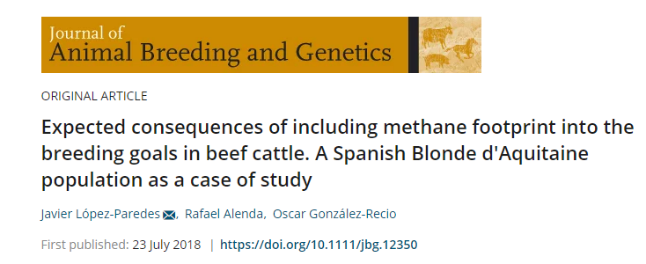 Journal of
Animal Breeding and Genetics
ORIGINAL ARTICLE
Expected consequences of including methane footprint into the
breeding goals in beef cattle. A Spanish Blonde d'Aquitaine
population as a case of study
Javier López-Paredes, Rafael Alenda, Oscar González-Recio
First published: 23 July 2018 | https://doi.org/10.1111/jbg.12350